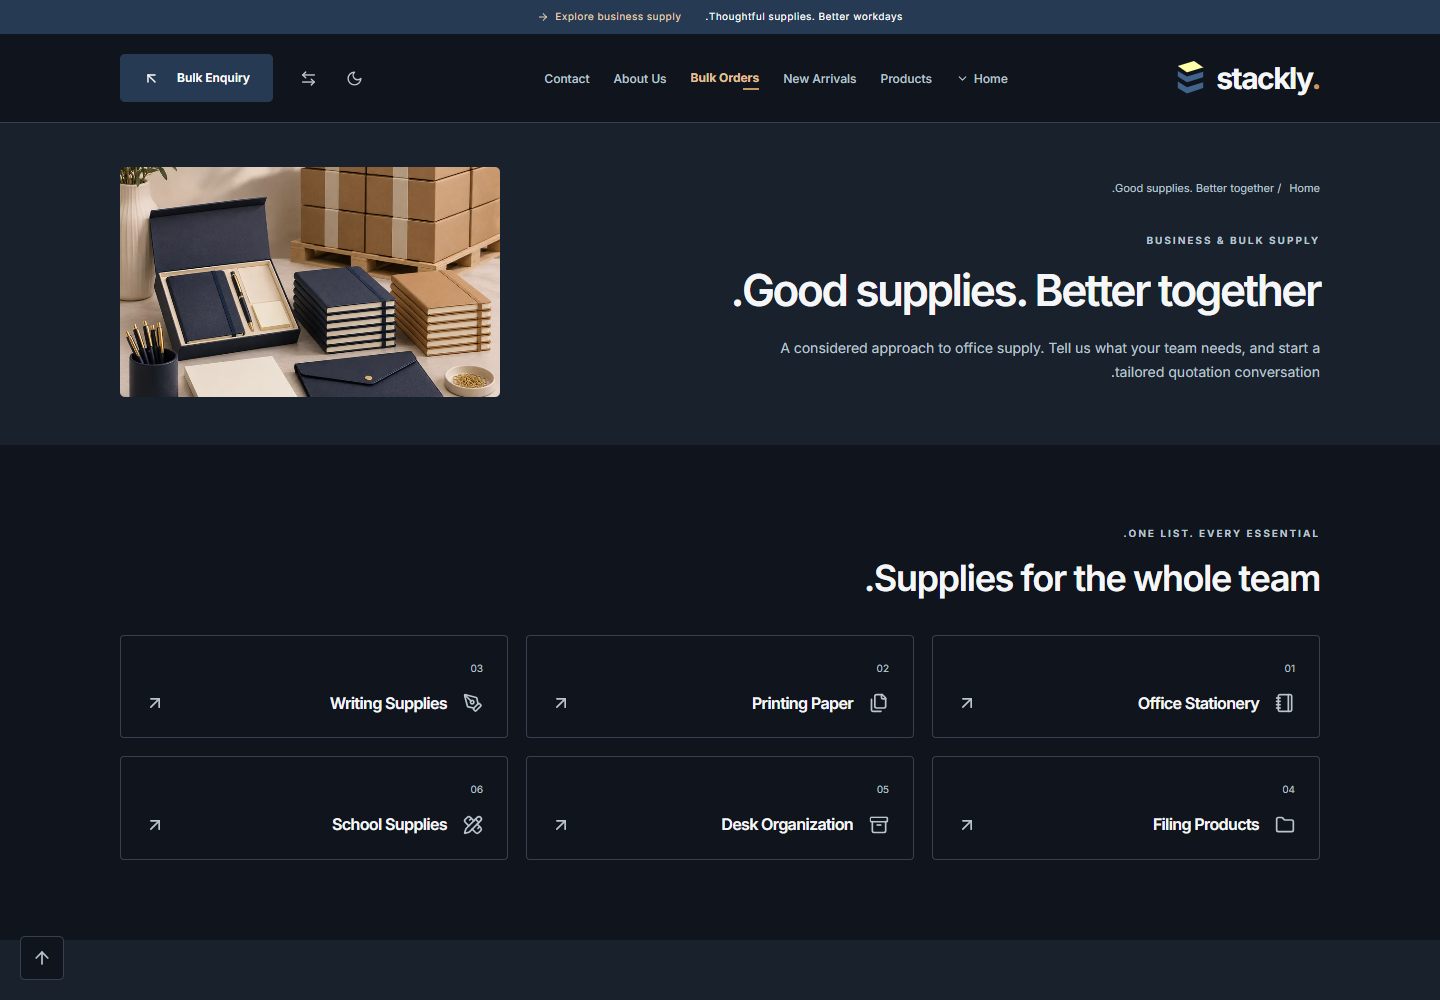 .Thoughtful supplies. Better workdays
Explore business supply
stackly.
Home
Products
New Arrivals
Bulk Orders
About Us
Contact
Bulk Enquiry
.Good supplies. Better together / Home
BUSINESS & BULK SUPPLY
.Good supplies. Better together
A considered approach to office supply. Tell us what your team needs, and start a
.tailored quotation conversation
.ONE LIST. EVERY ESSENTIAL
.Supplies for the whole team
01
Office Stationery
02
Printing Paper
03
Writing Supplies
04
Filing Products
05
Desk Organization
06
School Supplies